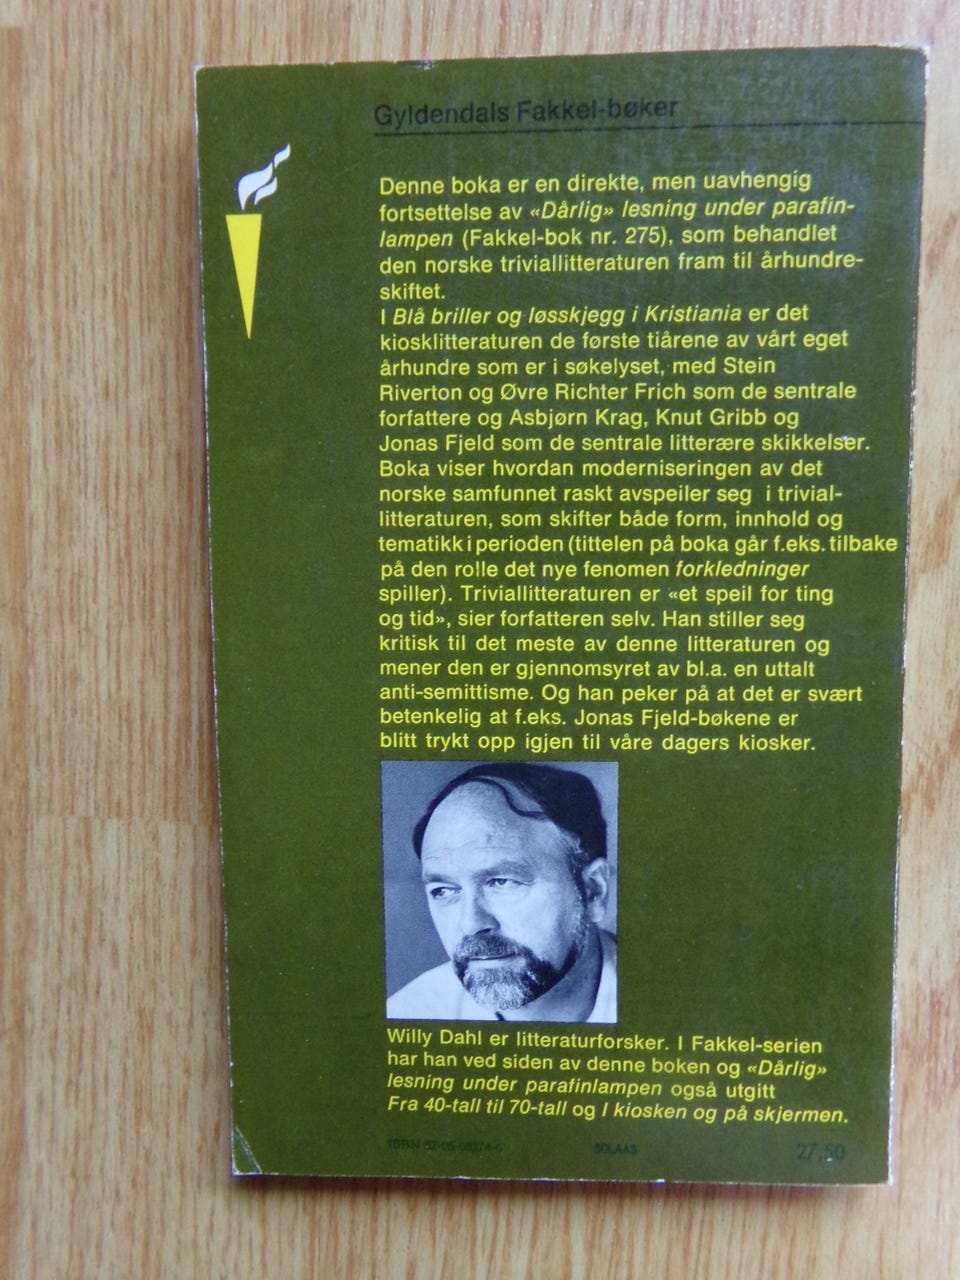 Gyldendals Fakkel-bøker
Denne boka er en direkte, men uavhengig
fortsettelse av «Dårlig» lesning under parafin-
lampen (Fakkel-bok nr. 275), som behandlet
den norske triviallitteraturen fram til århundre-
skiftet.
I Blå briller og løsskjegg i Kristiania er det
kiosklitteraturen de første tiårene av vårt eget
århundre som er i søkelyset, med Stein
Riverton og Øvre Richter Frich som de sentrale
forfattere og Asbjørn Krag, Knut Gribb og
Jonas Fjeld som de sentrale litterære skikkelser.
Boka viser hvordan moderniseringen av det
norske samfunnet raskt avspeiler seg i trivial-
litteraturen, som skifter både form, innhold og
tematikk i perioden (tittelen på boka går f.eks. tilbake
på den rolle det nye fenomen forkledninger
spiller). Triviallitteraturen er «et speil for ting
og tid», sier forfatteren selv. Han stiller seg
kritisk til det meste av denne litteraturen og
mener den er gjennomsyret av bl.a. en uttalt
anti-semittisme. Og han peker på at det er svært
betenkelig at f.eks. Jonas Fjeld-bøkene er
blitt trykt opp igjen til våre dagers kiosker.
Willy Dahl er litteraturforsker. I Fakkel-serien
har han ved siden av denne boken og «Dårlig»
lesning under parafinlampen også utgitt
Fra 40-tall til 70-tall og I kiosken og på skjermen.
ISBN SOLAAS 27,50